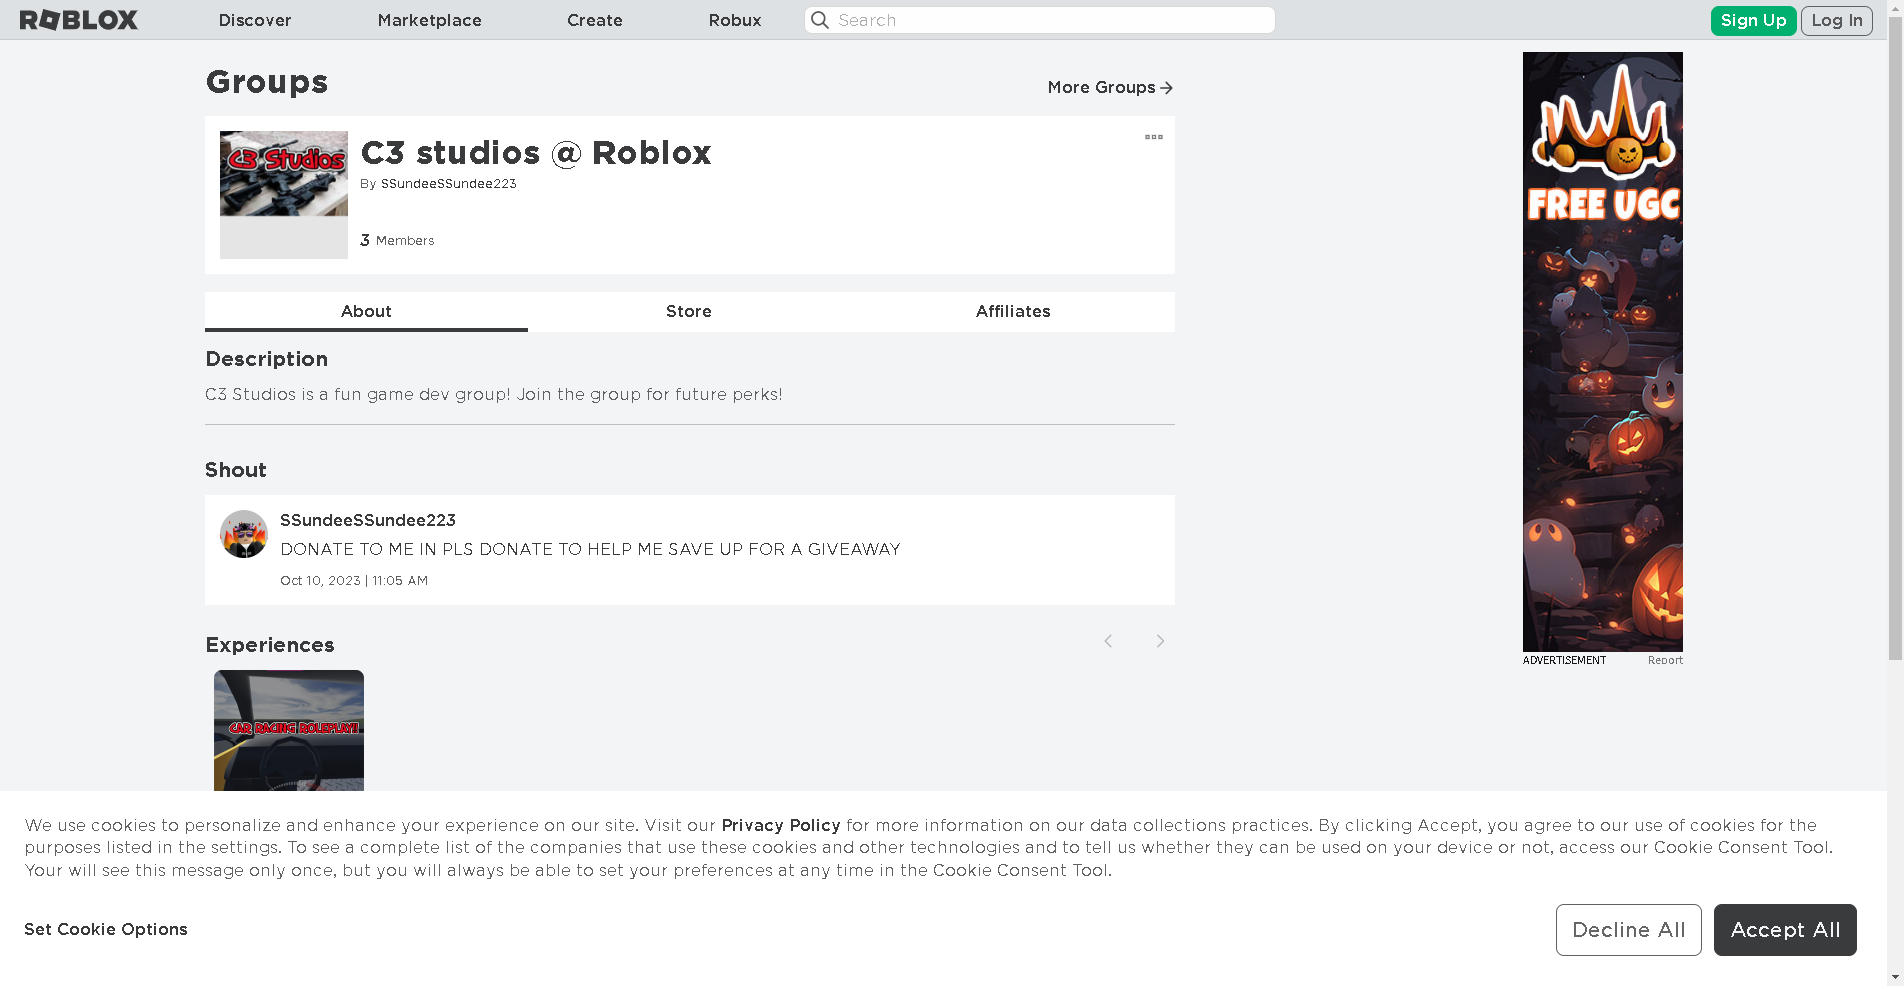 ROBLOX
Discover
Marketplace
Create
Robux
Search
Sign Up
Log In
Groups
More Groups
C3 Studios
C3 studios @ Roblox
By SSundeeSSundee223
3 Members
About
Store
Affiliates
Description
C3 Studios is a fun game dev group! Join the group for future perks!
Shout
SSundeeSSundee223
DONATE TO ME IN PLS DONATE TO HELP ME SAVE UP FOR A GIVEAWAY
Oct 10, 2023 | 11:05 AM
Experiences
CAR RACING ROLEPLAY!
FREE UGC
ADVERTISEMENT
Report
We use cookies to personalize and enhance your experience on our site. Visit our Privacy Policy for more information on our data collections practices. By clicking Accept, you agree to our use of cookies for the
purposes listed in the settings. To see a complete list of the companies that use these cookies and other technologies and to tell us whether they can be used on your device or not, access our Cookie Consent Tool.
Your will see this message only once, but you will always be able to set your preferences at any time in the Cookie Consent Tool.
Set Cookie Options
Decline All
Accept All